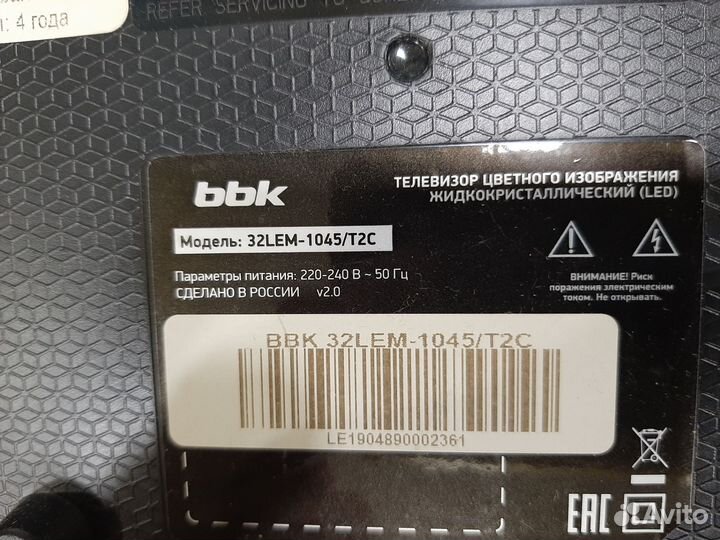 : 4 года
REFER SERVICING TO
bbk
ТЕЛЕВИЗОР ЦВЕТНОГО ИЗОБРАЖЕНИЯ
ЖИДКОКРИСТАЛЛИЧЕСКИЙ (LED)
Модель: 32LEM-1045/T2C
Параметры питания: 220-240 В ~ 50 Гц
СДЕЛАНО В РОССИИ v2.0
ВНИМАНИЕ! Риск
поражения электрическим
током. Не открывать.
BBK 32LEM-1045/T2C
LE1904890002361
EAC
Avito